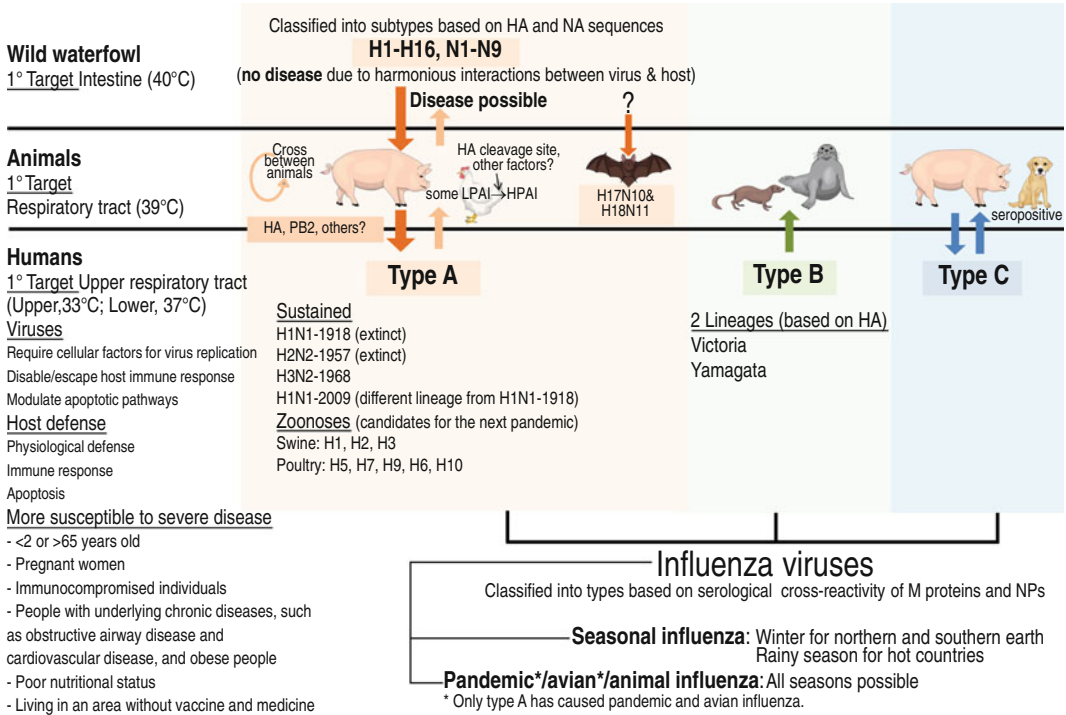 Classified into subtypes based on HA and NA sequences
H1-H16, N1-N9
(no disease due to harmonious interactions between virus & host)
Disease possible
?
Wild waterfowl
1° Target Intestine (40°C)
Animals
1° Target
Respiratory tract (39°C)
Cross
between
animals
HA cleavage site,
other factors?
some LPAI → HPAI
H17N10&
H18N11
seropositive
HA, PB2, others?
Type A
Type B
Type C
Humans
1° Target Upper respiratory tract
(Upper,33°C; Lower, 37°C)
Viruses
Require cellular factors for virus replication
Disable/escape host immune response
Modulate apoptotic pathways
Host defense
Physiological defense
Immune response
Apoptosis
More susceptible to severe disease
- <2 or >65 years old
- Pregnant women
- Immunocompromised individuals
- People with underlying chronic diseases, such
as obstructive airway disease and
cardiovascular disease, and obese people
- Poor nutritional status
- Living in an area without vaccine and medicine
Sustained
H1N1-1918 (extinct)
H2N2-1957 (extinct)
H3N2-1968
H1N1-2009 (different lineage from H1N1-1918)
Zoonoses (candidates for the next pandemic)
Swine: H1, H2, H3
Poultry: H5, H7, H9, H6, H10
2 Lineages (based on HA)
Victoria
Yamagata
Influenza viruses
Classified into types based on serological cross-reactivity of M proteins and NPs
Seasonal influenza: Winter for northern and southern earth
Rainy season for hot countries
Pandemic*/avian*/animal influenza: All seasons possible
* Only type A has caused pandemic and avian influenza.